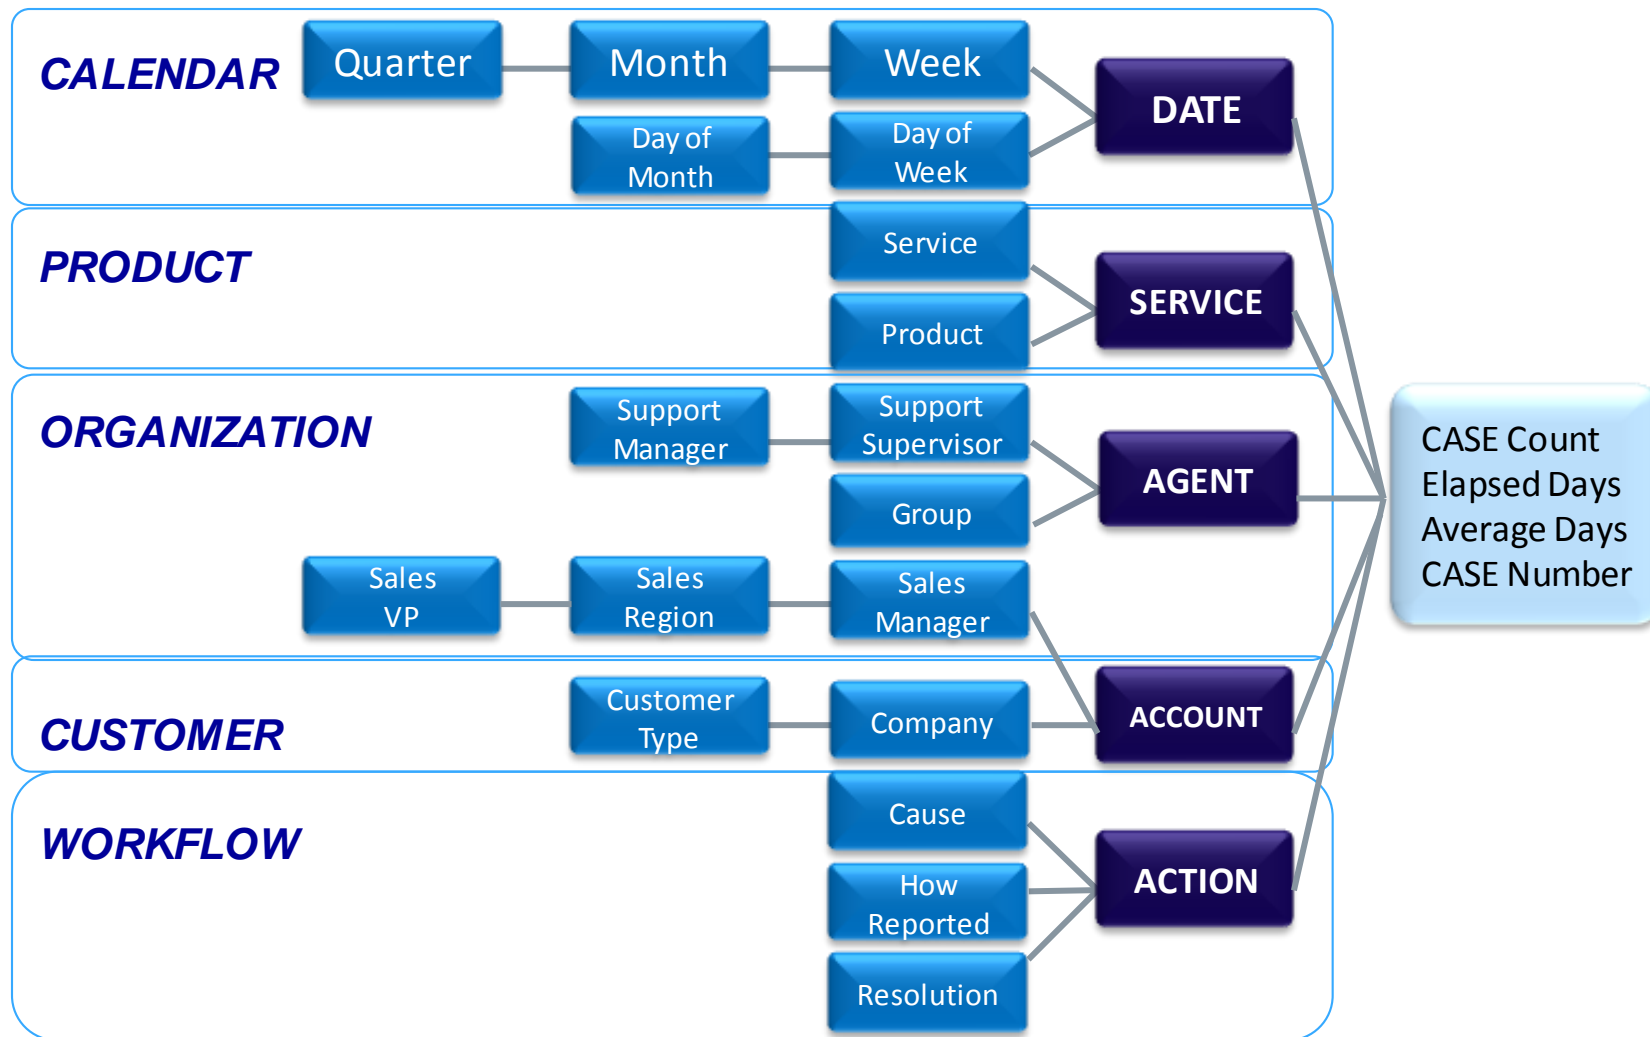 CALENDAR
Quarter
Month
Week
DATE
Day of
Month
Day of
Week
PRODUCT
Service
Product
SERVICE
ORGANIZATION
Support
Manager
Support
Supervisor
Group
AGENT
Sales
VP
Sales
Region
Sales
Manager
CUSTOMER
Customer
Type
Company
ACCOUNT
WORKFLOW
Cause
How
Reported
Resolution
ACTION
CASE Count
Elapsed Days
Average Days
CASE Number